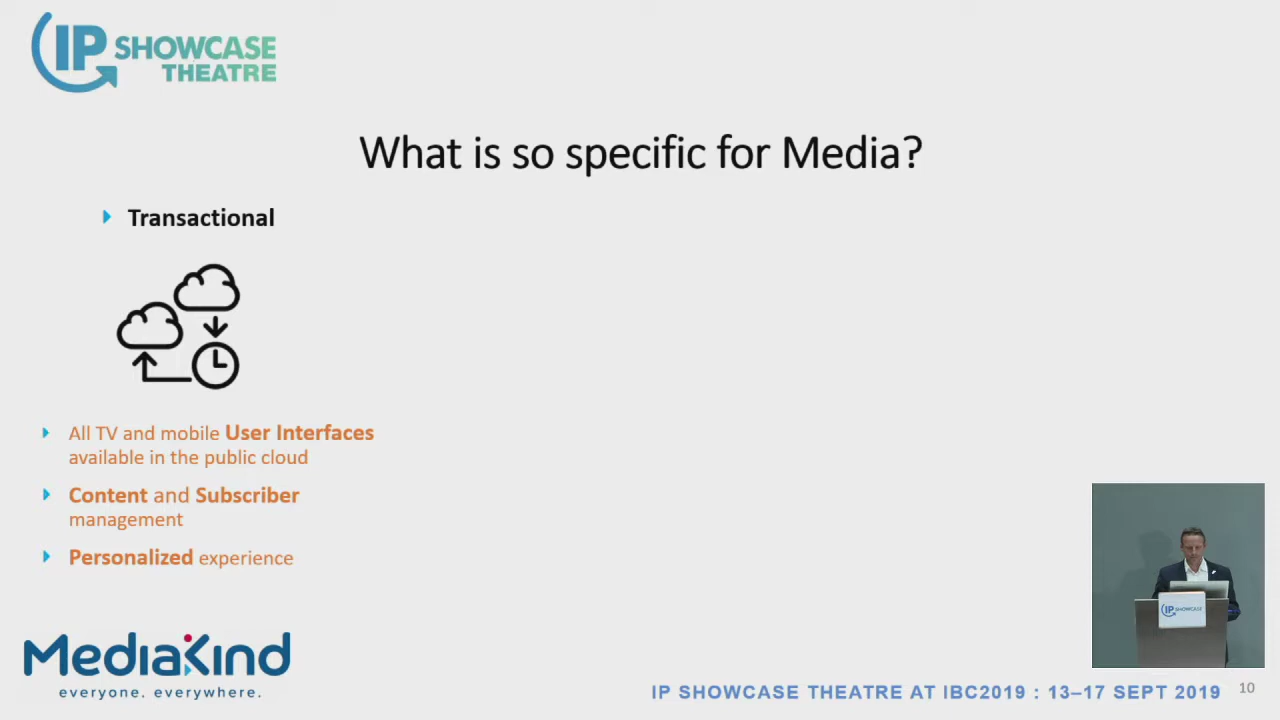 IP SHOWCASE
THEATRE
What is so specific for Media?
Transactional
All TV and mobile User Interfaces
available in the public cloud
Content and Subscriber
management
Personalized experience
IP SHOWCASE
MediaKind
everyone. everywhere.
IP SHOWCASE THEATRE AT IBC2019 : 13–17 SEPT 2019
10